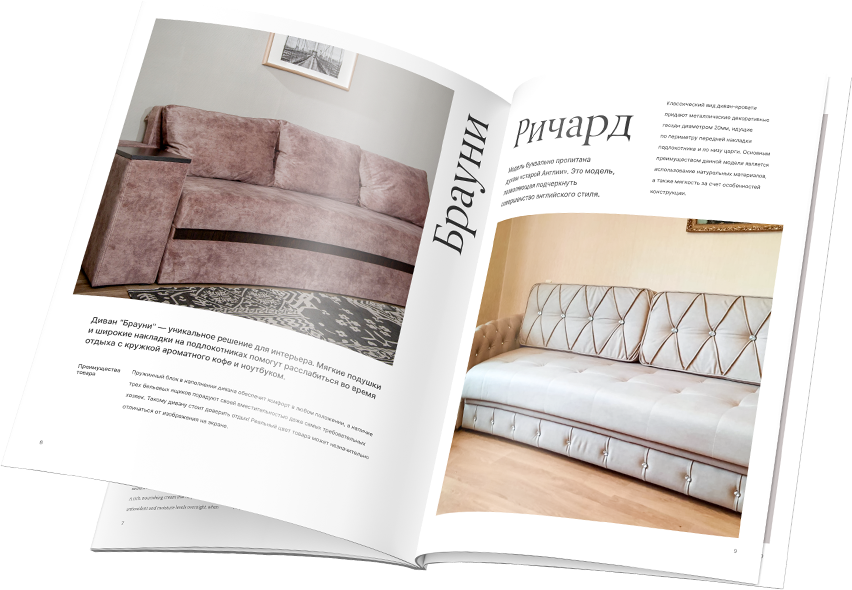 Брауни
Диван "Брауни" — уникальное решение для интерьера. Мягкие подушки
и широкие накладки на подлокотниках помогут расслабиться во время
отдыха с кружкой ароматного кофе и ноутбуком.
Преимущества
товара
Пружинный блок в наполнении дивана обеспечит комфорт в любом положении, а наличие
трёх бельевых ящиков порадуют своей вместительностью даже самых требовательных
хозяек. Такому дивану стоит доверить отдых! Реальный цвет товара может незначительно
отличаться от изображения на экране.
8
7
Ричард
Модель буквально пропитана
духом «старой Англии». Это модель,
позволяющая подчеркнуть
совершенство английского стиля.
Классический вид диван-кровати
придают металлические декоративные
гвозди диаметром 20мм, идущие
по периметру передней накладки
подлокотника и по низу царги. Основным
преимуществом данной модели является
использование натуральных материалов,
а также мягкость за счет особенностей
конструкции.
9